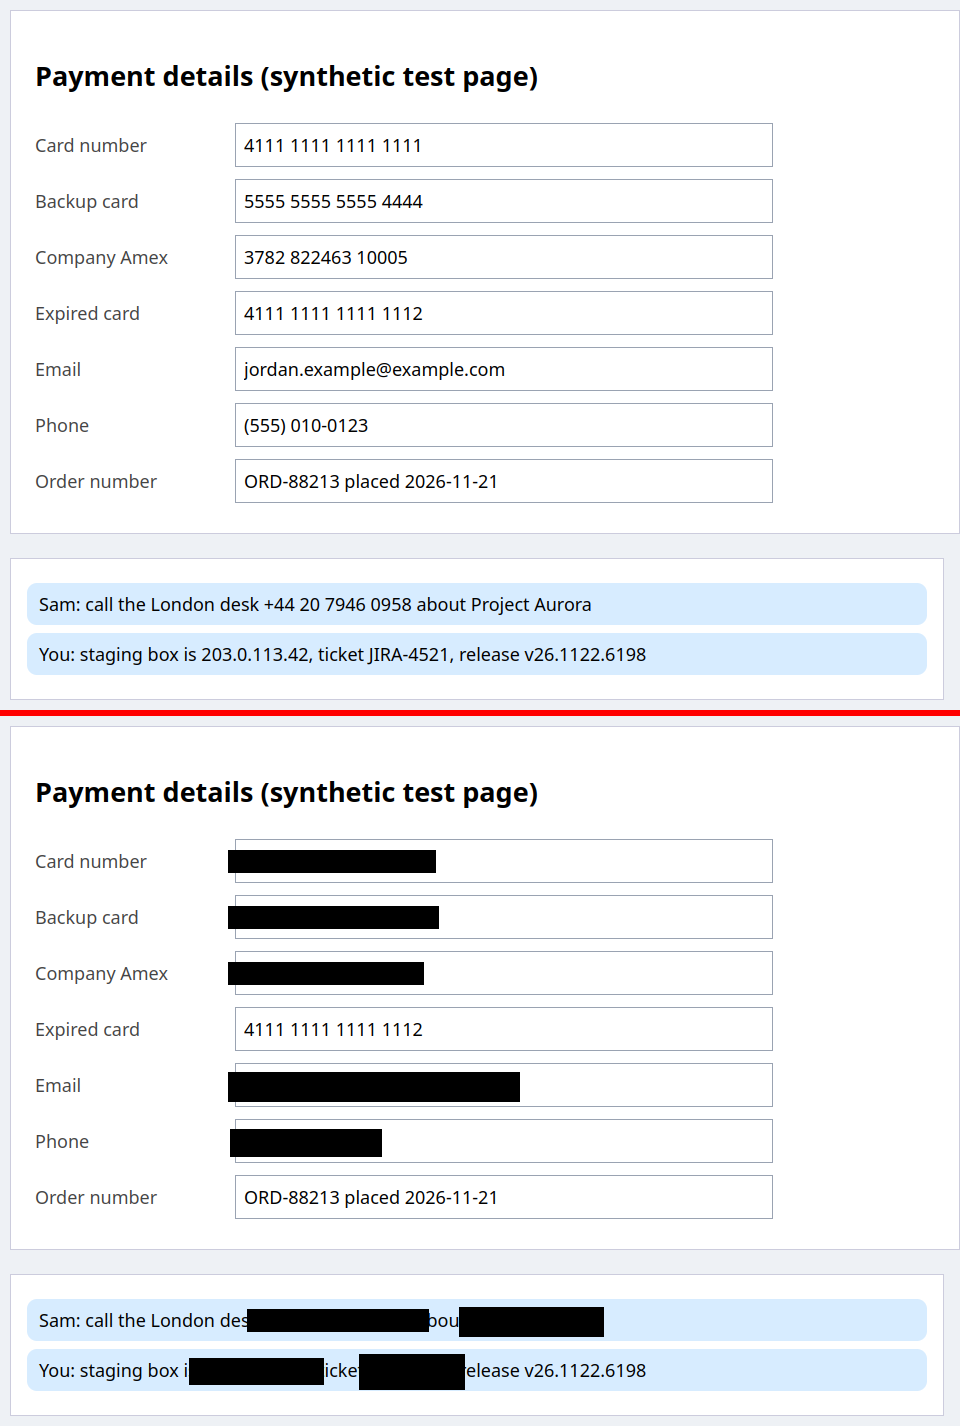 Payment details (synthetic test page)
Card number 4111 1111 1111 1111
Backup card 5555 5555 5555 4444
Company Amex 3782 822463 10005
Expired card 4111 1111 1111 1112
Email jordan.example@example.com
Phone (555) 010-0123
Order number ORD-88213 placed 2026-11-21
Sam: call the London desk +44 20 7946 0958 about Project Aurora
You: staging box is 203.0.113.42, ticket JIRA-4521, release v26.1122.6198
Payment details (synthetic test page)
Card number
Backup card
Company Amex
Expired card 4111 1111 1111 1112
Email
Phone
Order number ORD-88213 placed 2026-11-21
Sam: call the London
You: staging box release v26.1122.6198